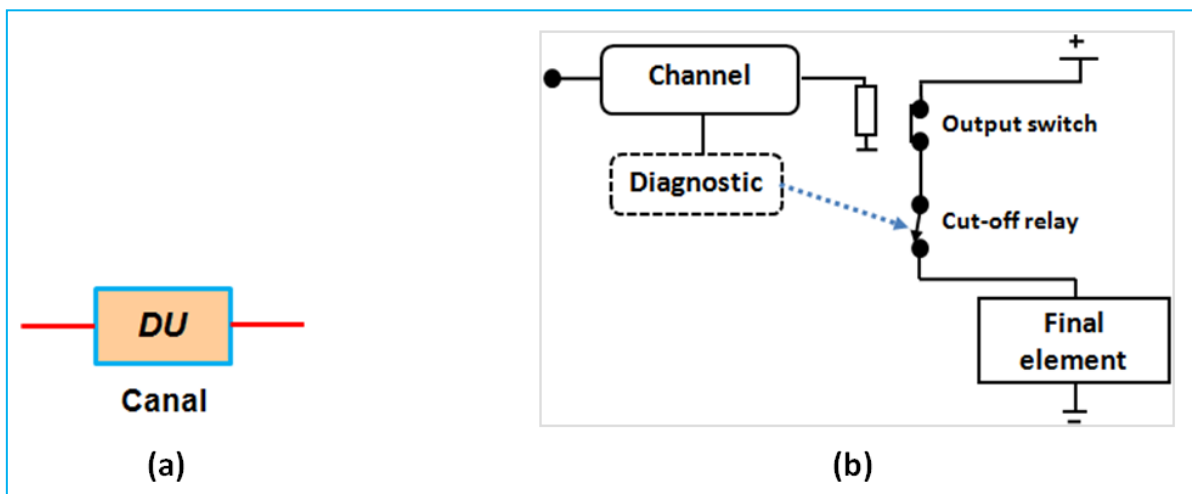 DU
Canal
(a)
Channel
Diagnostic
+
Output switch
Cut-off relay
Final
element
(b)